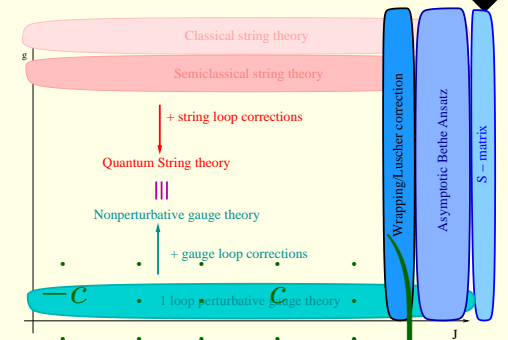 Classical string theory
g
Semiclassical string theory
+ string loop corrections
Quantum String theory
Nonperturbative gauge theory
+ gauge loop corrections
1 loop perturbative gauge theory
−c
c
J
Wrapping/Luscher correction
Asymptotic Bethe Ansatz
S − matrix